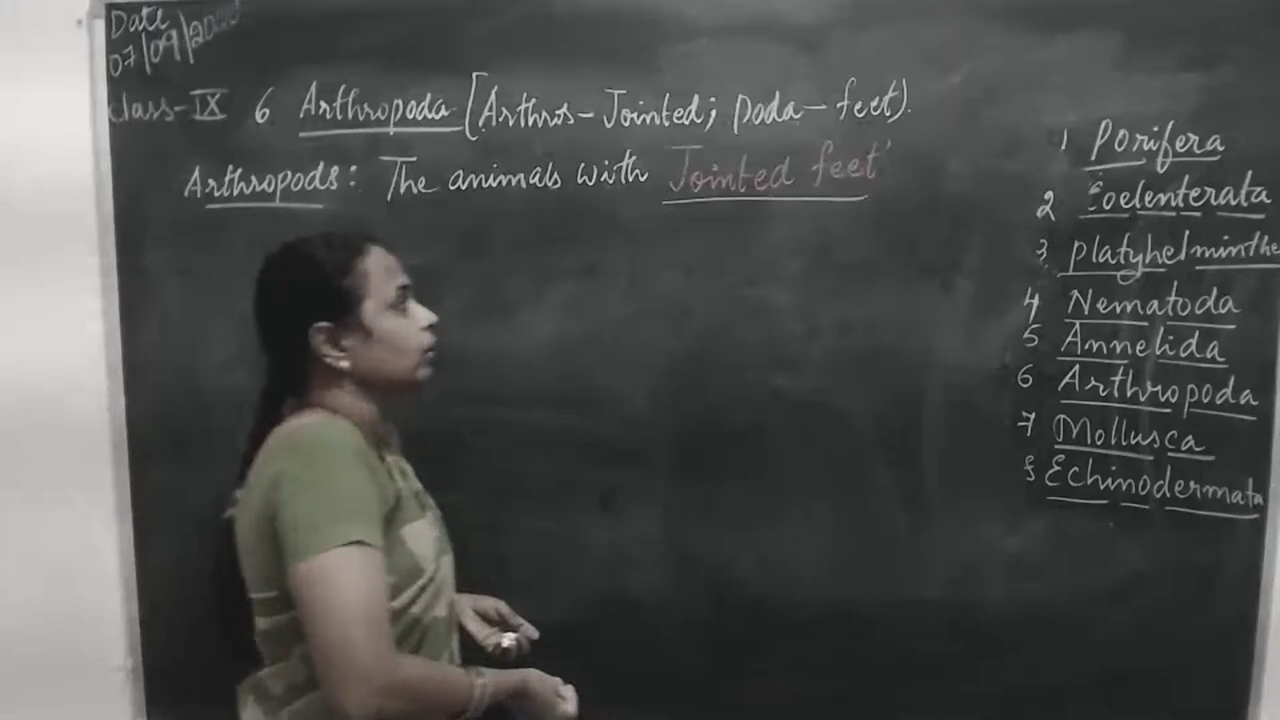 Date
07/09/2020
Class-IX 6 Arthropoda [Arthros-Jointed; poda-feet).
Arthropods: The animals with Jointed feet'
1 Porifera
2 Coelenterata
3 platyhelminthe
4 Nematoda
5 Annelida
6 Arthropoda
7 Mollusca
8 Echinodermata